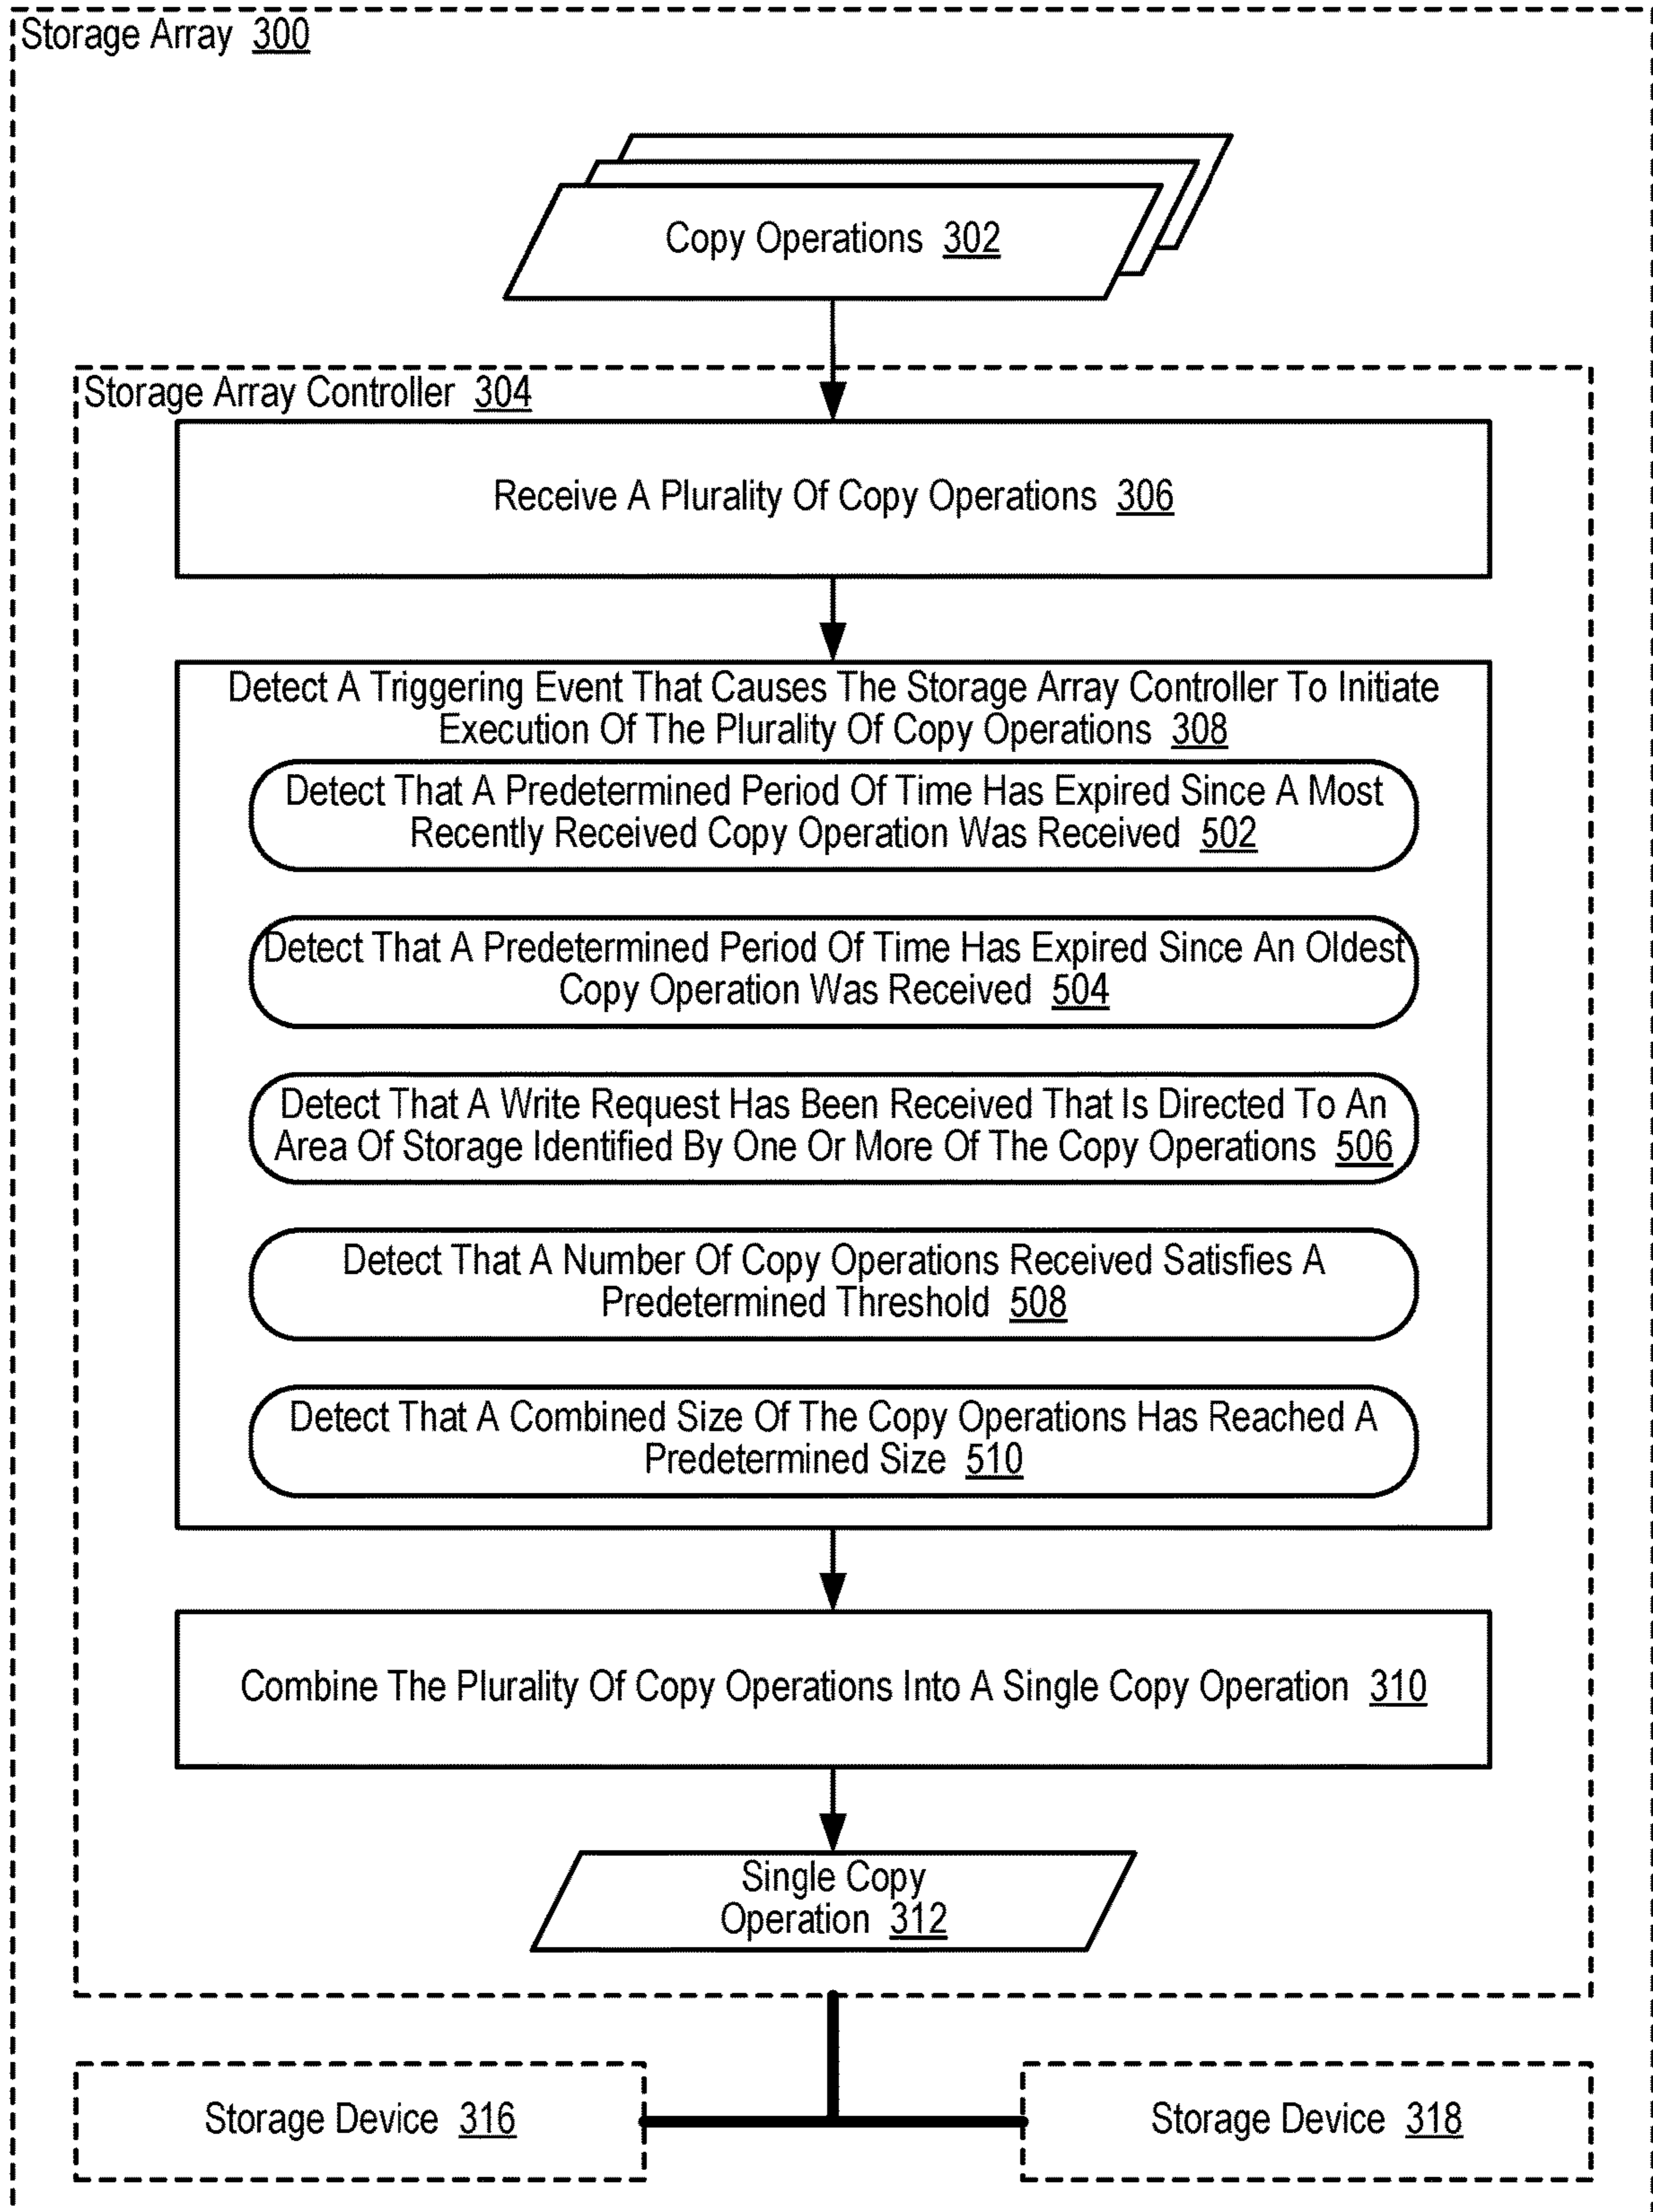 Storage Array 300
Copy Operations 302
Storage Array Controller 304
Receive A Plurality Of Copy Operations 306
Detect A Triggering Event That Causes The Storage Array Controller To Initiate
Execution Of The Plurality Of Copy Operations 308
Detect That A Predetermined Period Of Time Has Expired Since A Most
Recently Received Copy Operation Was Received 502
Detect That A Predetermined Period Of Time Has Expired Since An Oldest
Copy Operation Was Received 504
Detect That A Write Request Has Been Received That Is Directed To An
Area Of Storage Identified By One Or More Of The Copy Operations 506
Detect That A Number Of Copy Operations Received Satisfies A
Predetermined Threshold 508
Detect That A Combined Size Of The Copy Operations Has Reached A
Predetermined Size 510
Combine The Plurality Of Copy Operations Into A Single Copy Operation 310
Single Copy
Operation 312
Storage Device 316
Storage Device 318